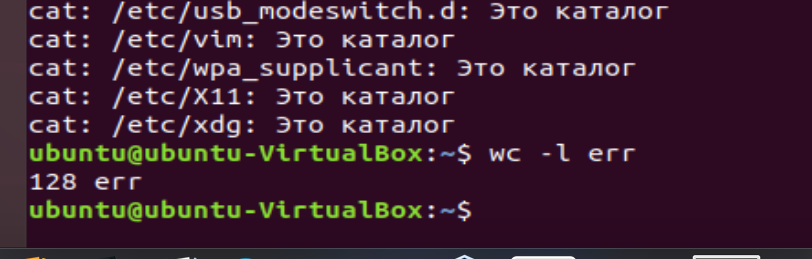 cat: /etc/usb_modeswitch.d: Это каталог
cat: /etc/vim: Это каталог
cat: /etc/wpa_supplicant: Это каталог
cat: /etc/X11: Это каталог
cat: /etc/xdg: Это каталог
ubuntu@ubuntu-VirtualBox:~$ wc -l err
128 err
ubuntu@ubuntu-VirtualBox:~$